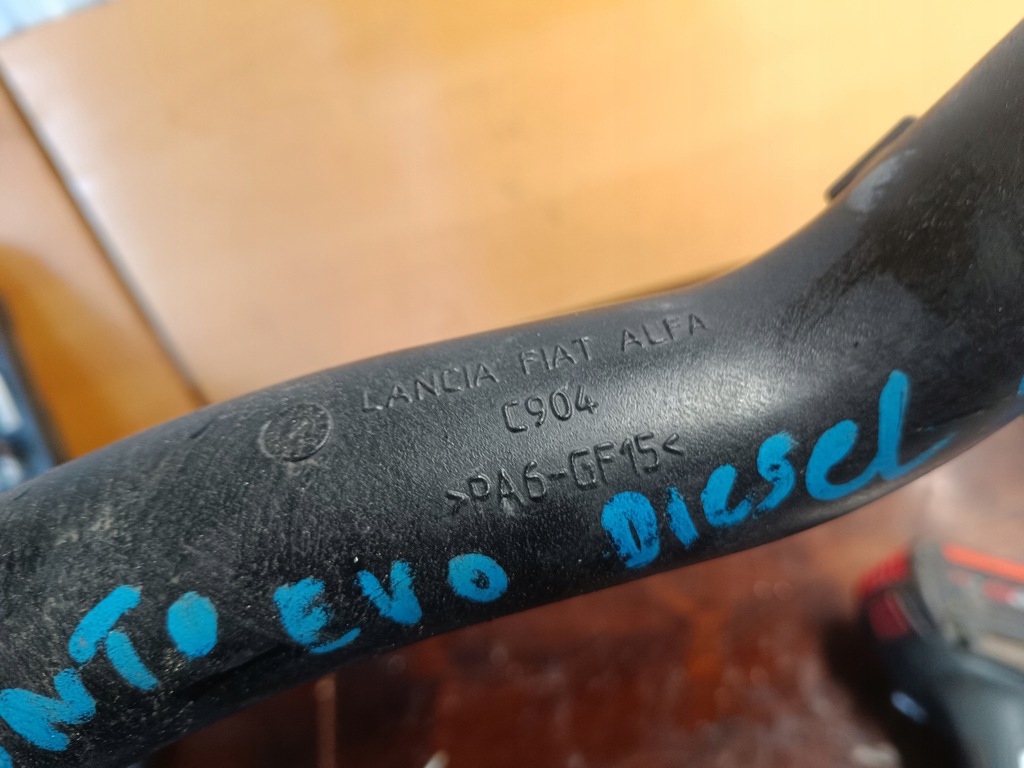 LANCIA FIAT ALFA
C904
>PA6-GF15<
NTO EVO DIESEL